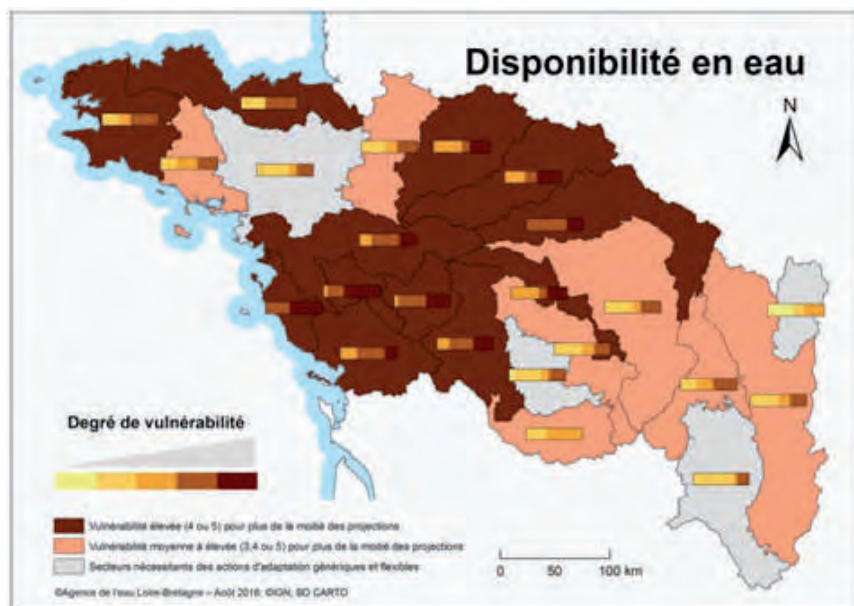 Disponibilité en eau
N
Degré de vulnérabilité
Vulnérabilité élevée (4 ou 5) pour plus de la moitié des projections
Vulnérabilité moyenne à élevée (3,4 ou 5) pour plus de la moitié des projections
Secteurs nécessitants des actions d'adaptation génériques et flexibles
0 50 100 km
©Agence de l'eau Loire-Bretagne – Août 2016; ©IGN, BD CARTO